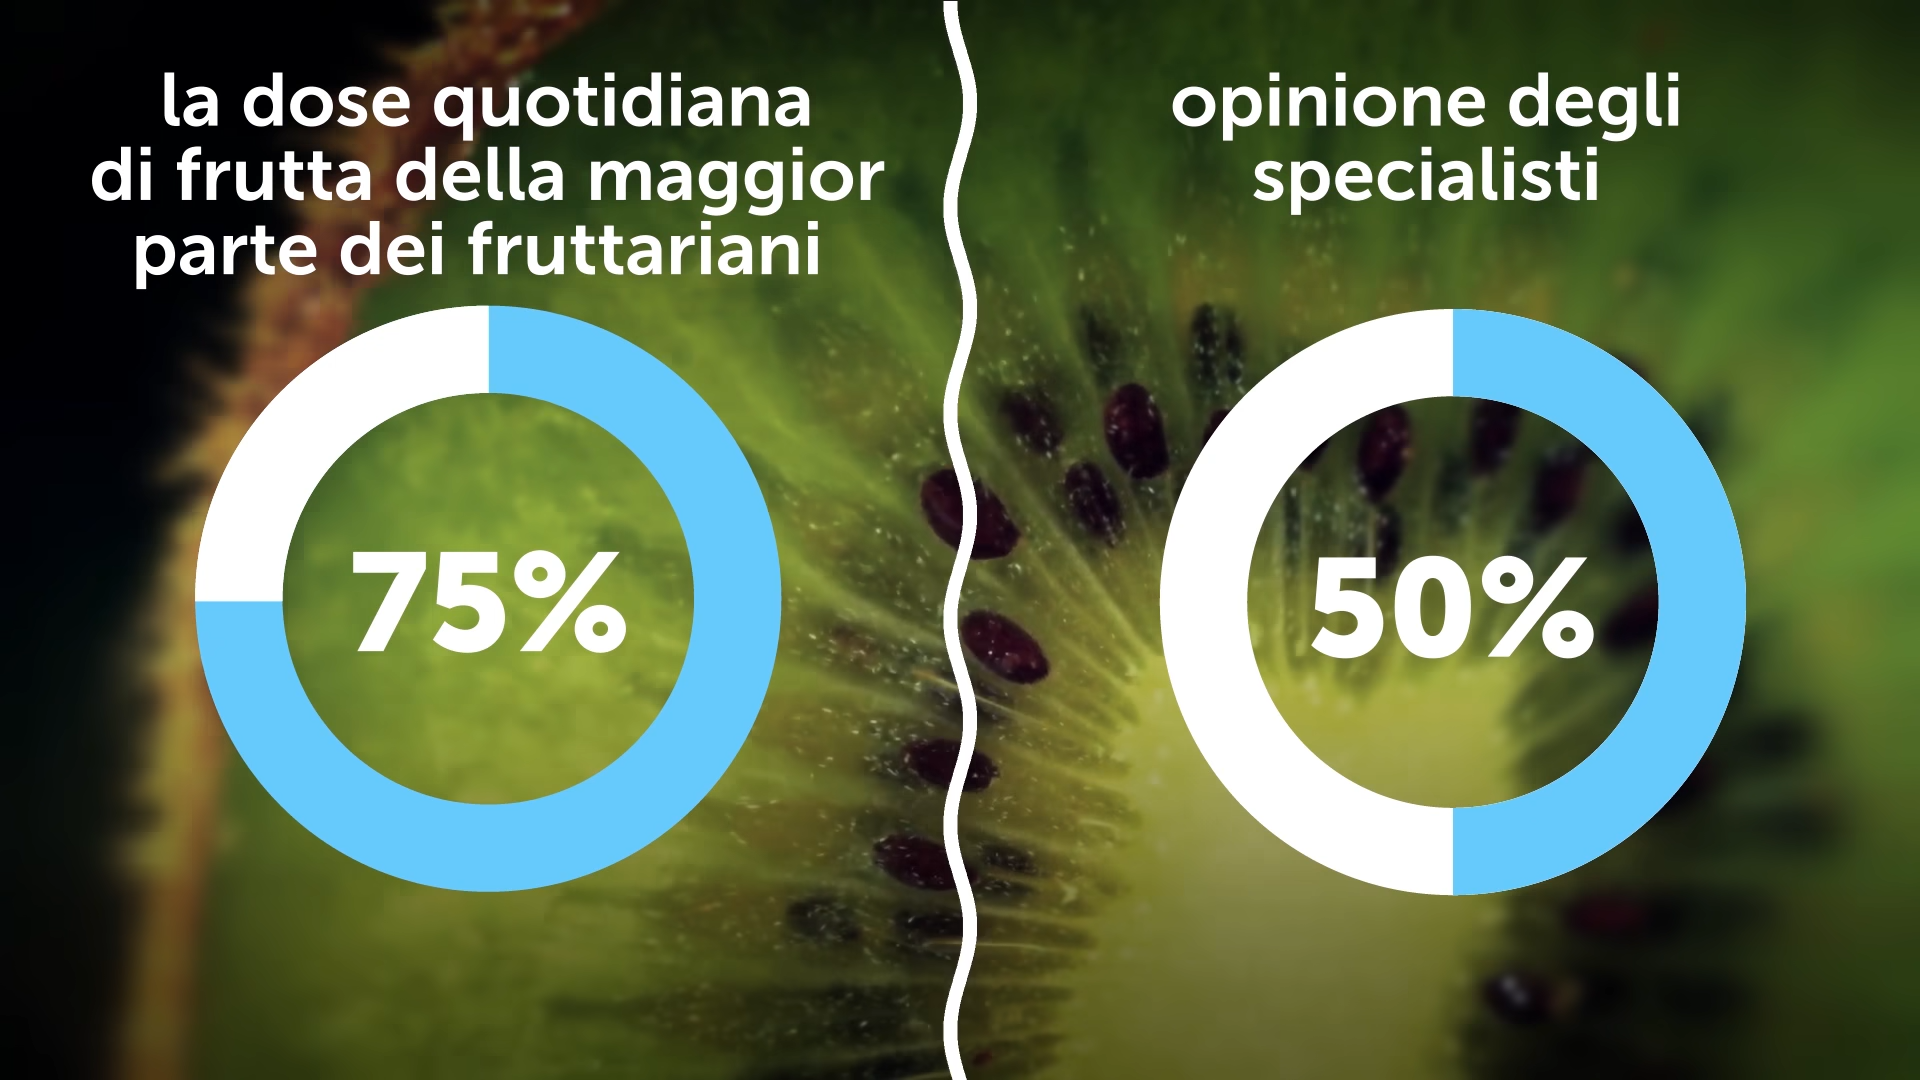 la dose quotidiana
di frutta della maggior
parte dei fruttariani
75%
opinione degli
specialisti
50%